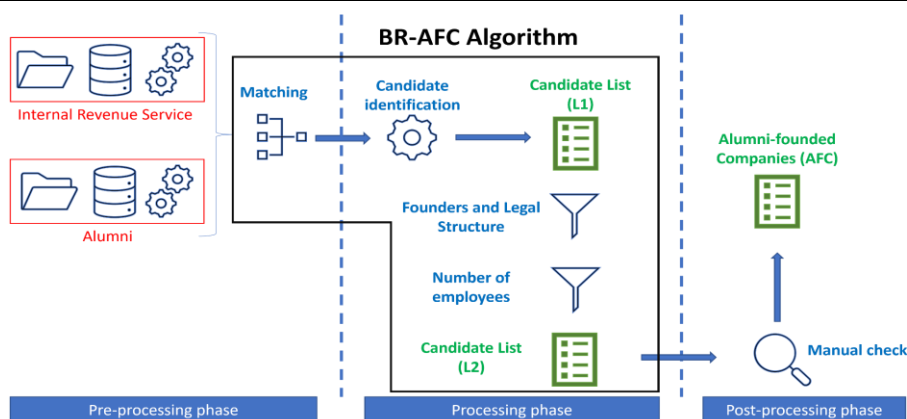 BR-AFC Algorithm
Internal Revenue Service
Alumni
Matching
Candidate
identification
Candidate List
(L1)
Founders and Legal
Structure
Number of
employees
Candidate List
(L2)
Alumni-founded
Companies (AFC)
Manual check
Pre-processing phase
Processing phase
Post-processing phase